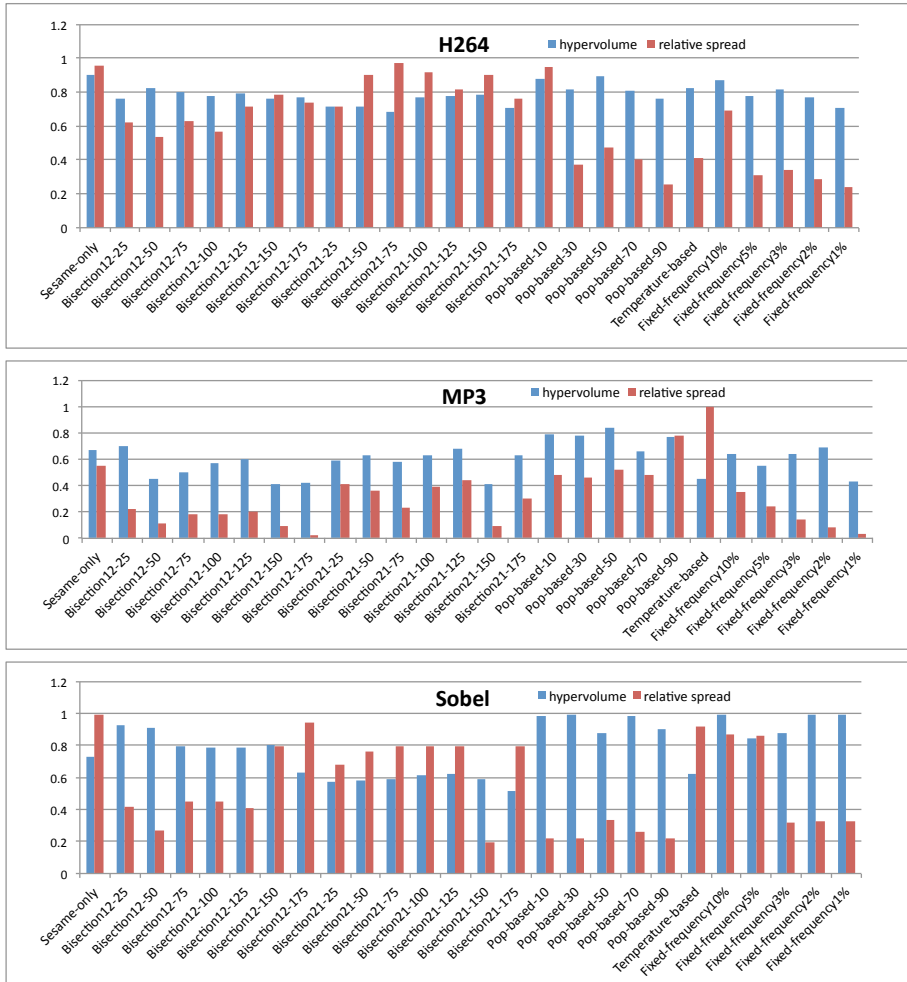 H264
hypervolume relative spread
1.2
1
0.8
0.6
0.4
0.2
0
Sesame-only
Bisection12-25
Bisection12-50
Bisection12-75
Bisection12-100
Bisection12-125
Bisection12-150
Bisection12-175
Bisection21-25
Bisection21-50
Bisection21-75
Bisection21-100
Bisection21-125
Bisection21-150
Bisection21-175
Pop-based-10
Pop-based-30
Pop-based-50
Pop-based-70
Pop-based-90
Temperature-based
Fixed-frequency10%
Fixed-frequency5%
Fixed-frequency3%
Fixed-frequency2%
Fixed-frequency1%
MP3
hypervolume relative spread
1.2
1
0.8
0.6
0.4
0.2
0
Sesame-only
Bisection12-25
Bisection12-50
Bisection12-75
Bisection12-100
Bisection12-125
Bisection12-150
Bisection12-175
Bisection21-25
Bisection21-50
Bisection21-75
Bisection21-100
Bisection21-125
Bisection21-150
Bisection21-175
Pop-based-10
Pop-based-30
Pop-based-50
Pop-based-70
Pop-based-90
Temperature-based
Fixed-frequency10%
Fixed-frequency5%
Fixed-frequency3%
Fixed-frequency2%
Fixed-frequency1%
Sobel
hypervolume relative spread
1.2
1
0.8
0.6
0.4
0.2
0
Sesame-only
Bisection12-25
Bisection12-50
Bisection12-75
Bisection12-100
Bisection12-125
Bisection12-150
Bisection12-175
Bisection21-25
Bisection21-50
Bisection21-75
Bisection21-100
Bisection21-125
Bisection21-150
Bisection21-175
Pop-based-10
Pop-based-30
Pop-based-50
Pop-based-70
Pop-based-90
Temperature-based
Fixed-frequency10%
Fixed-frequency5%
Fixed-frequency3%
Fixed-frequency2%
Fixed-frequency1%